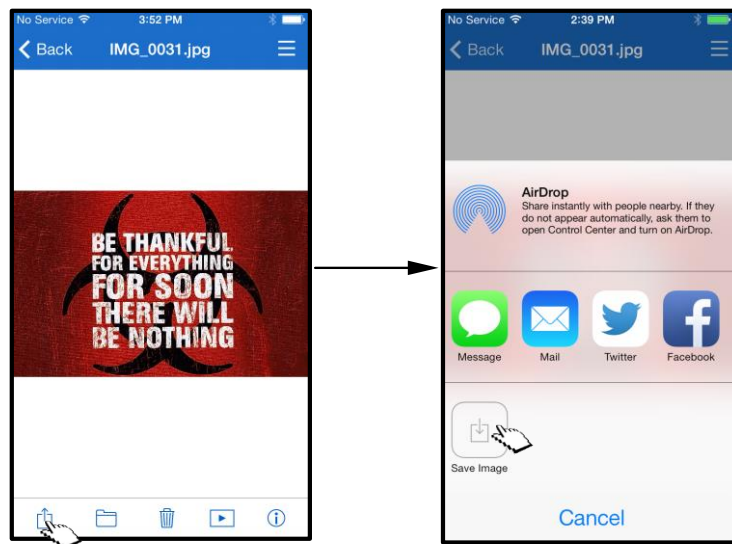 No Service 3:52 PM
Back IMG_0031.jpg
BE THANKFUL
FOR EVERYTHING
FOR SOON
THERE WILL
BE NOTHING
No Service 2:39 PM
Back IMG_0031.jpg
AirDrop
Share instantly with people nearby. If they
do not appear automatically, ask them to
open Control Center and turn on AirDrop.
Message Mail Twitter Facebook
Save Image
Cancel